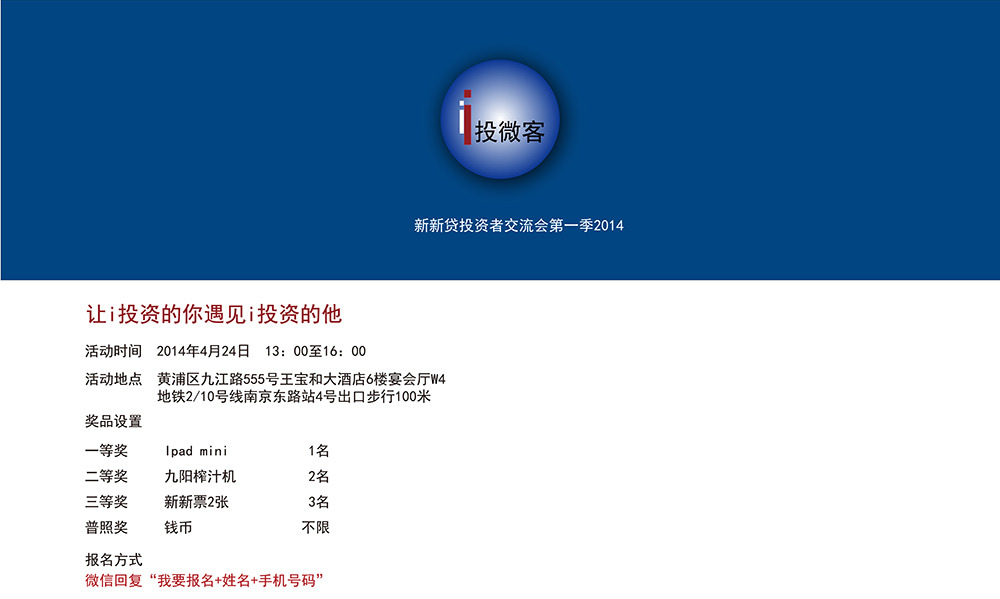 i投微客
新新贷投资者交流会第一季2014
让i投资的你遇见i投资的他
活动时间 2014年4月24日 13：00至16：00
活动地点 黄浦区九江路555号王宝和大酒店6楼宴会厅W4
地铁2/10号线南京东路站4号出口步行100米
奖品设置
一等奖 Ipad mini 1名
二等奖 九阳榨汁机 2名
三等奖 新新票2张 3名
普照奖 钱币 不限
报名方式
微信回复“我要报名+姓名+手机号码”